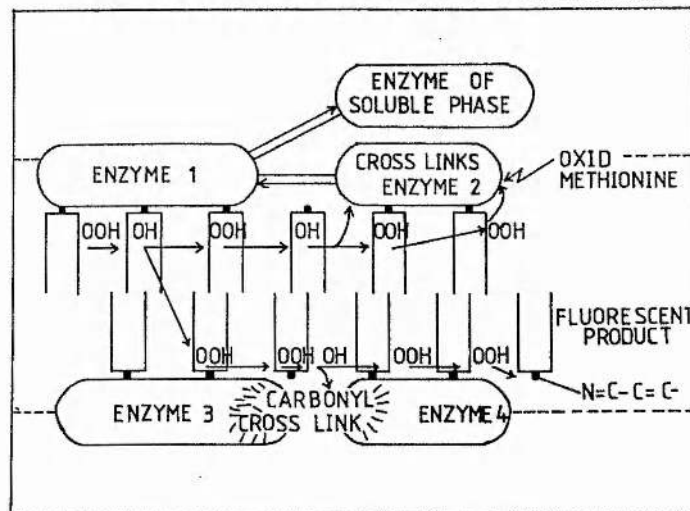 ENZYME OF
SOLUBLE PHASE
ENZYME 1
CROSS LINKS
ENZYME 2
OXID
METHIONINE
OOH OH OOH OH OOH OOH
FLUORESCENT
PRODUCT
OOH OOH OH OOH OOH
N=C-C=C-
ENZYME 3
CARBONYL
CROSS LINK
ENZYME 4